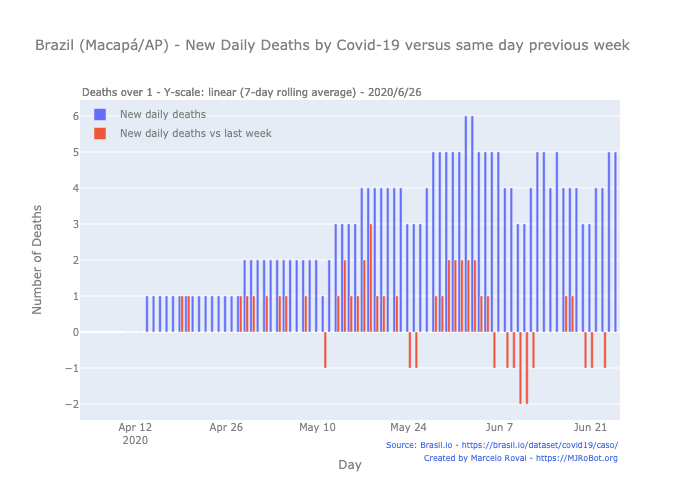 Brazil (Macapá/AP) - New Daily Deaths by Covid-19 versus same day previous week
Deaths over 1 - Y-scale: linear (7-day rolling average) - 2020/6/26
New daily deaths
New daily deaths vs last week
Number of Deaths
6
5
4
3
2
1
0
−1
−2
Apr 12 Apr 26 May 10 May 24 Jun 7 Jun 21
2020
Day
Source: Brasil.io - https://brasil.io/dataset/covid19/caso/
Created by Marcelo Rovai - https://MJRoBot.org